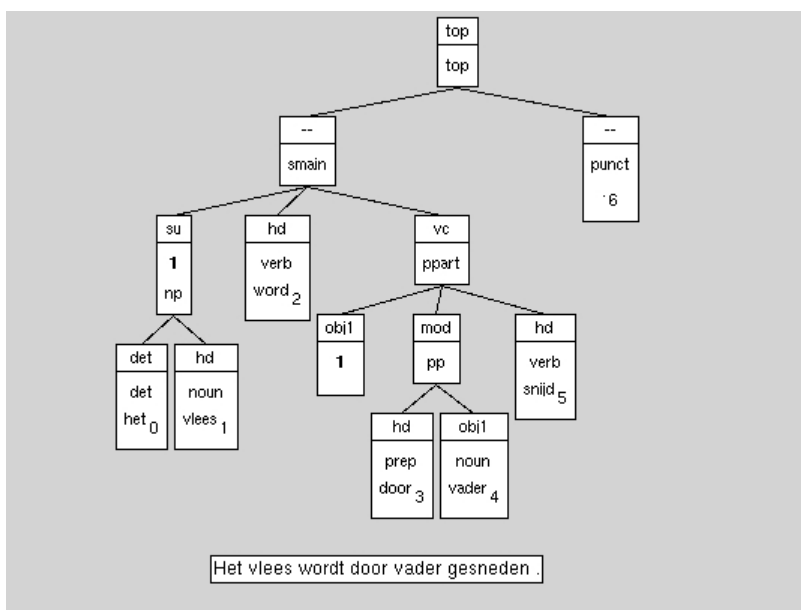 top
top
-- --
smain punct
. 6
su hd vc
1 verb ppart
np word 2
obj1 mod hd
det hd 1 pp verb
det noun snijd 5
het 0 vlees 1
hd obj1
prep noun
door 3 vader 4
Het vlees wordt door vader gesneden .